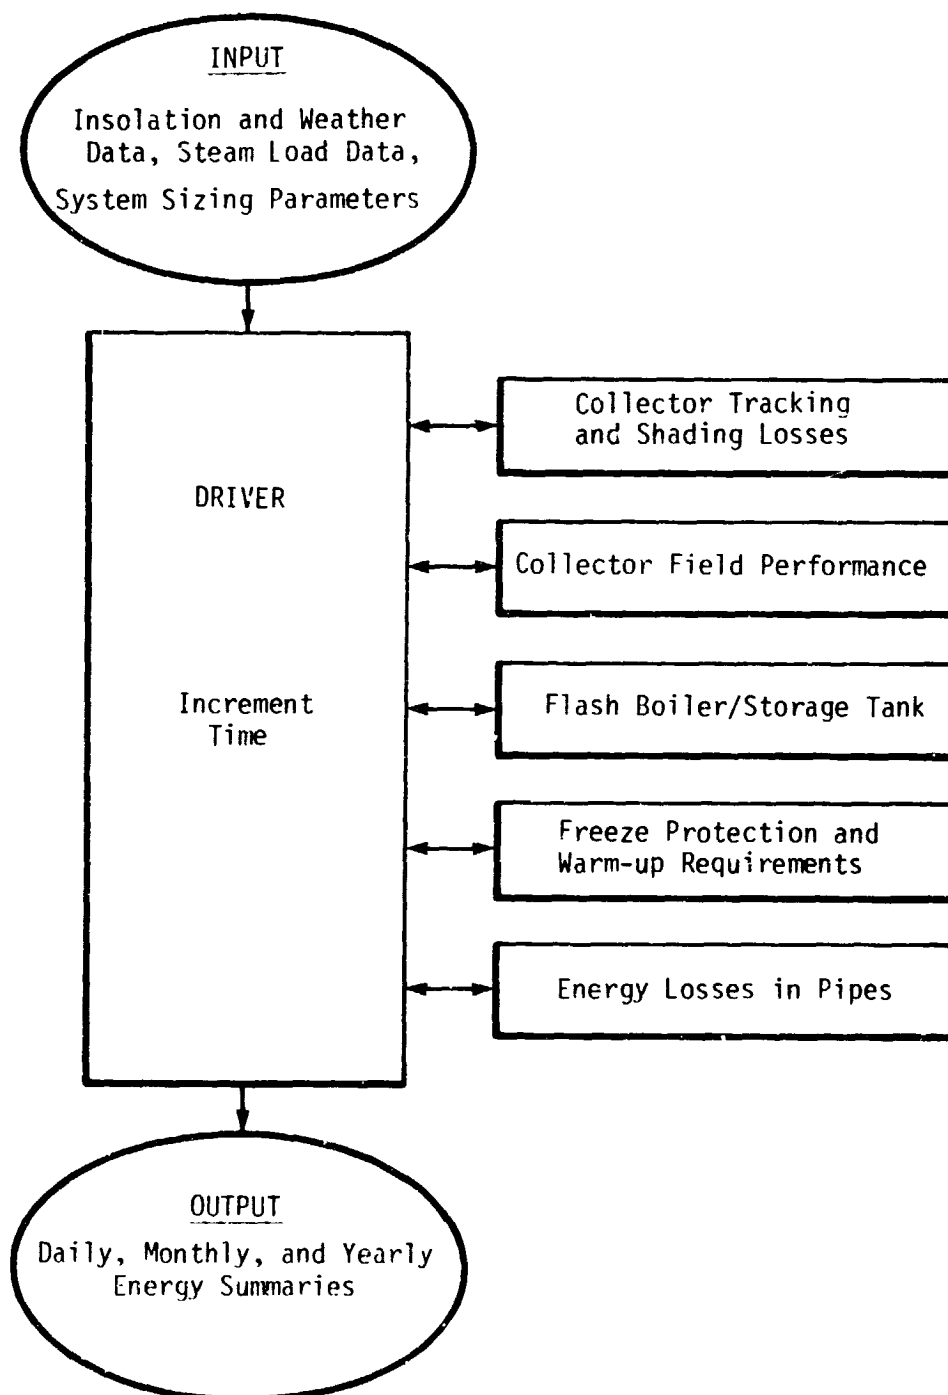 INPUT
Insolation and Weather
Data, Steam Load Data,
System Sizing Parameters
DRIVER
Increment
Time
Collector Tracking
and Shading Losses
Collector Field Performance
Flash Boiler/Storage Tank
Freeze Protection and
Warm-up Requirements
Energy Losses in Pipes
OUTPUT
Daily, Monthly, and Yearly
Energy Summaries